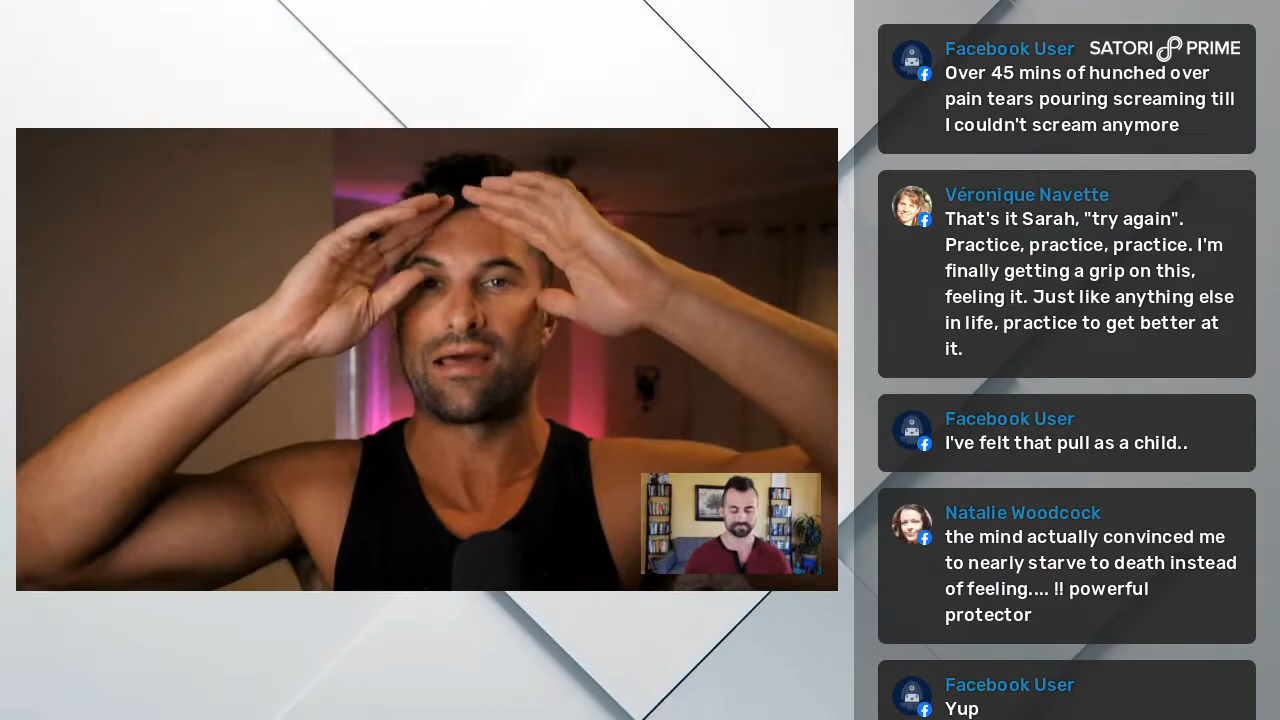 Facebook User
SATORI PRIME
Over 45 mins of hunched over
pain tears pouring screaming till
I couldn't scream anymore
Véronique Navette
That's it Sarah, "try again".
Practice, practice, practice. I'm
finally getting a grip on this,
feeling it. Just like anything else
in life, practice to get better at
it.
Facebook User
I've felt that pull as a child..
Natalie Woodcock
the mind actually convinced me
to nearly starve to death instead
of feeling.... !! powerful
protector
Facebook User
Yup